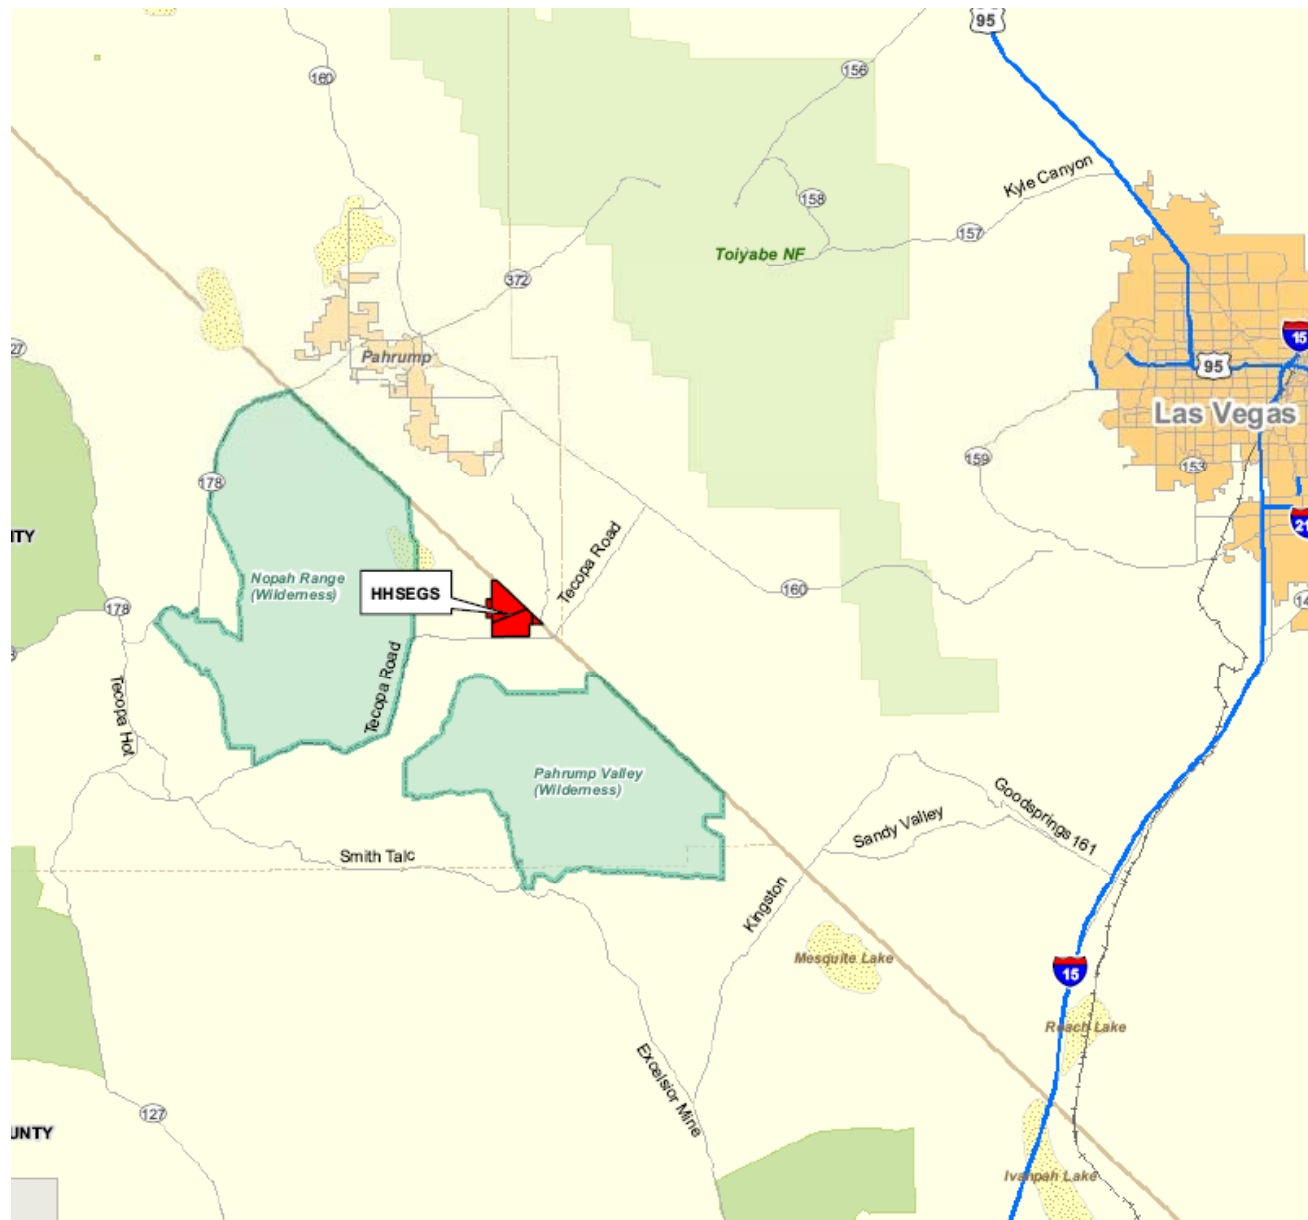 95
160
156
Kyle Canyon
158
157
Toiyabe NF
372
15
Pahrump
95
Las Vegas
159
153
178
160
Tecopa Road
Nopah Range
(Wilderness)
HHSEGS
178
Tecopa Road
Tecopa Hot
Pahrump Valley
(Wilderness)
Goodsprings 161
Sandy Valley
Smith Talc
Kingston
Mesquite Lake
15
Roach Lake
Excelsior Mine
127
Ivanpah Lake